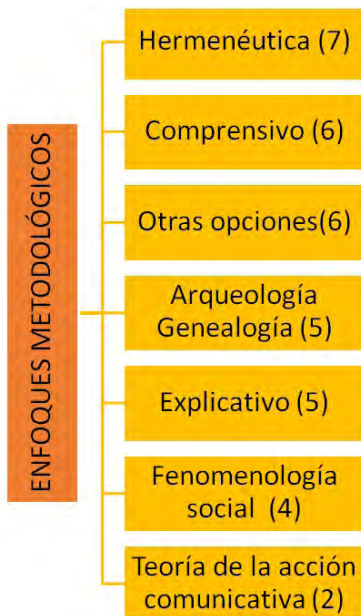 ENFOQUES METODOLÓGICOS
Hermenéutica (7)
Comprensivo (6)
Otras opciones(6)
Arqueología
Genealogía (5)
Explicativo (5)
Fenomenología
social (4)
Teoría de la acción
comunicativa (2)